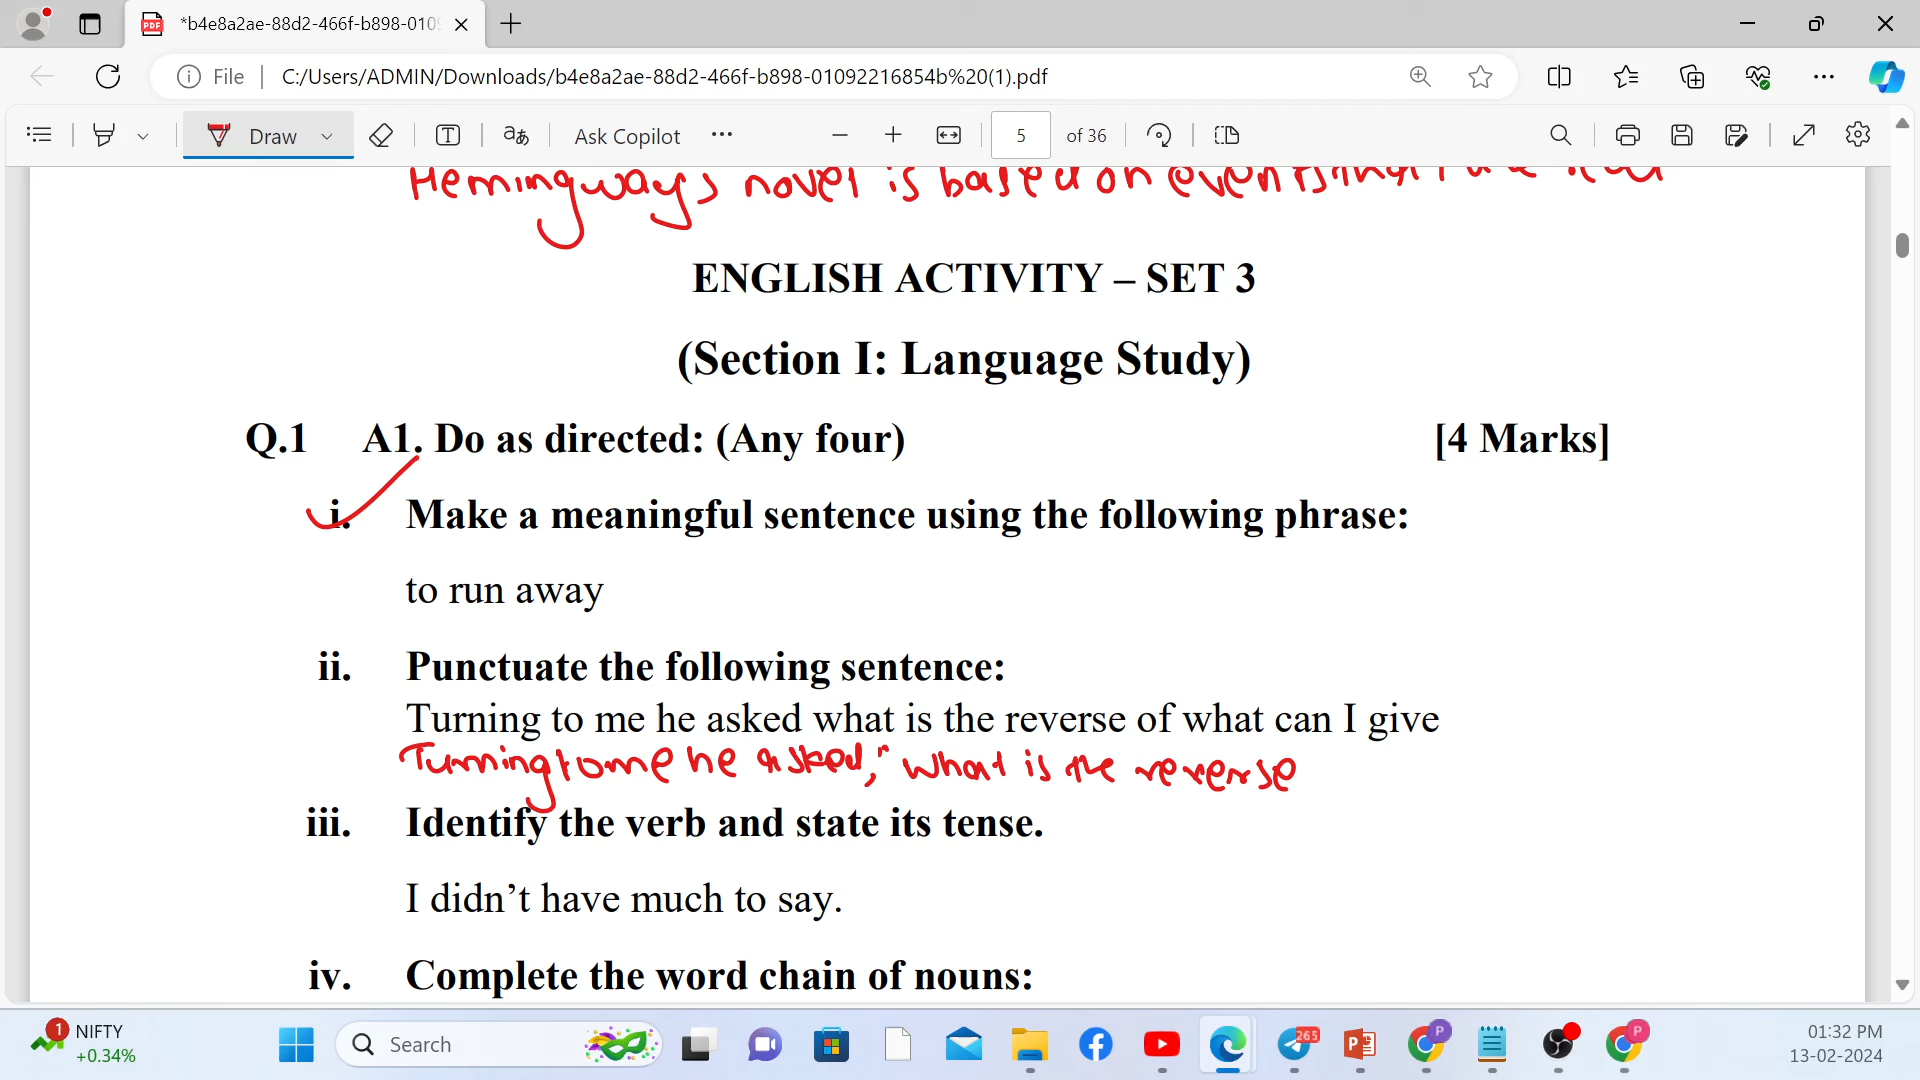 *b4e8a2ae-88d2-466f-b898-010
File
C:/Users/ADMIN/Downloads/b4e8a2ae-88d2-466f-b898-01092216854b%20(1).pdf
Draw
Ask Copilot
5 of 36
Hemingways novel is based on events that
ENGLISH ACTIVITY – SET 3
(Section I: Language Study)
Q.1 A1. Do as directed: (Any four) [4 Marks]
i. Make a meaningful sentence using the following phrase:
to run away
ii. Punctuate the following sentence:
Turning to me he asked what is the reverse of what can I give
Turning to me he asked, "What is the reverse
iii. Identify the verb and state its tense.
I didn't have much to say.
iv. Complete the word chain of nouns:
1 NIFTY
+0.34%
Search
265
P
P
01:32 PM
13-02-2024